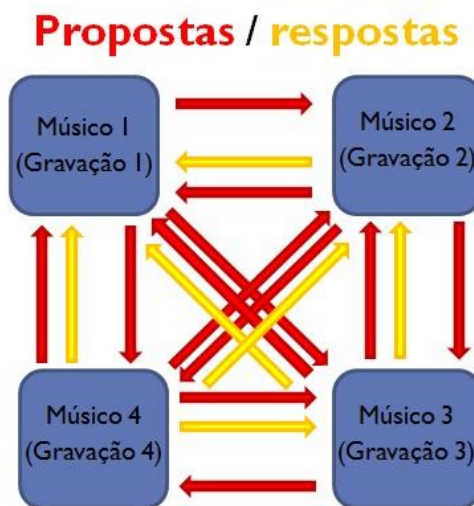 Propostas / respostas
Músico 1
(Gravação 1)
Músico 2
(Gravação 2)
Músico 4
(Gravação 4)
Músico 3
(Gravação 3)